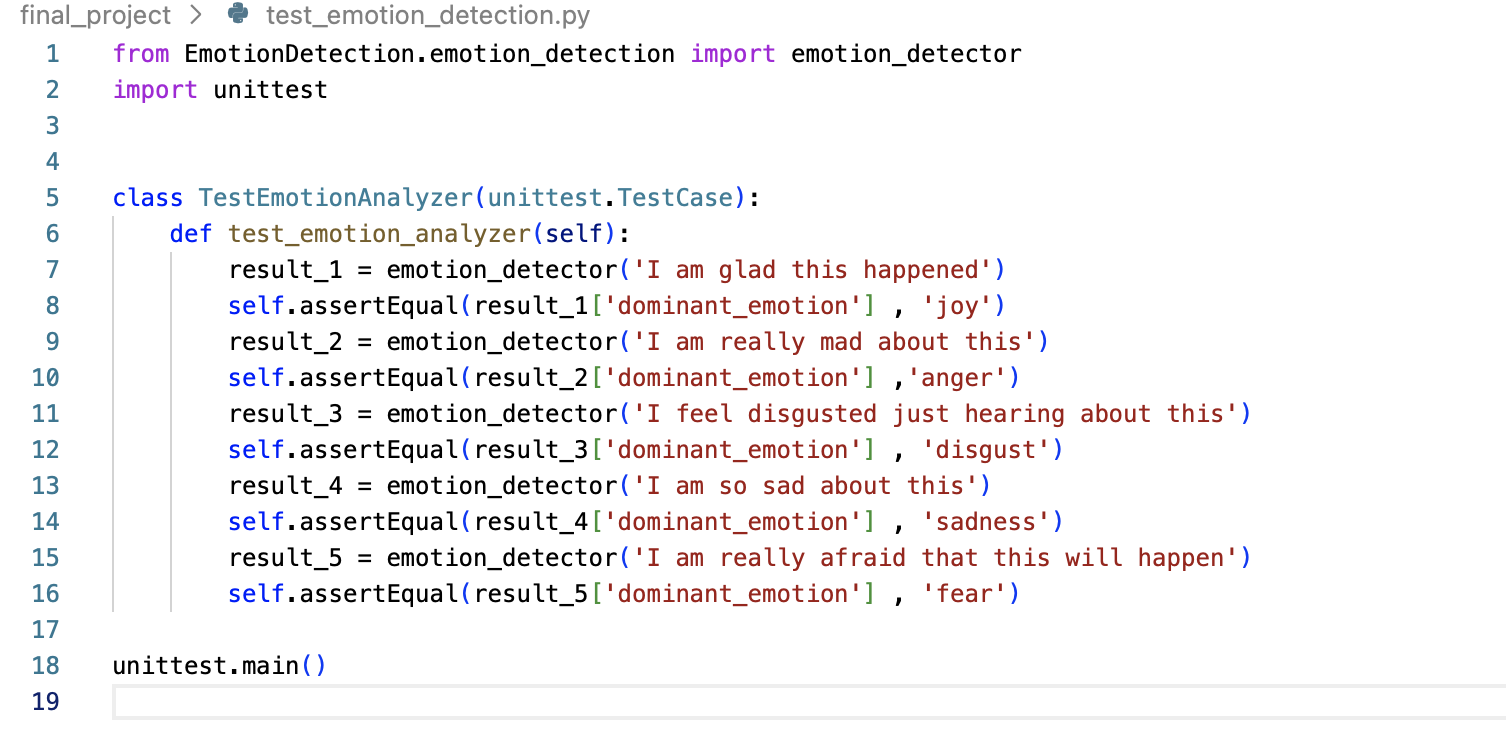 final_project > test_emotion_detection.py
1 from EmotionDetection.emotion_detection import emotion_detector
2 import unittest
3
4
5 class TestEmotionAnalyzer(unittest.TestCase):
6     def test_emotion_analyzer(self):
7         result_1 = emotion_detector('I am glad this happened')
8         self.assertEqual(result_1['dominant_emotion'] , 'joy')
9         result_2 = emotion_detector('I am really mad about this')
10         self.assertEqual(result_2['dominant_emotion'] ,'anger')
11         result_3 = emotion_detector('I feel disgusted just hearing about this')
12         self.assertEqual(result_3['dominant_emotion'] , 'disgust')
13         result_4 = emotion_detector('I am so sad about this')
14         self.assertEqual(result_4['dominant_emotion'] , 'sadness')
15         result_5 = emotion_detector('I am really afraid that this will happen')
16         self.assertEqual(result_5['dominant_emotion'] , 'fear')
17
18 unittest.main()
19